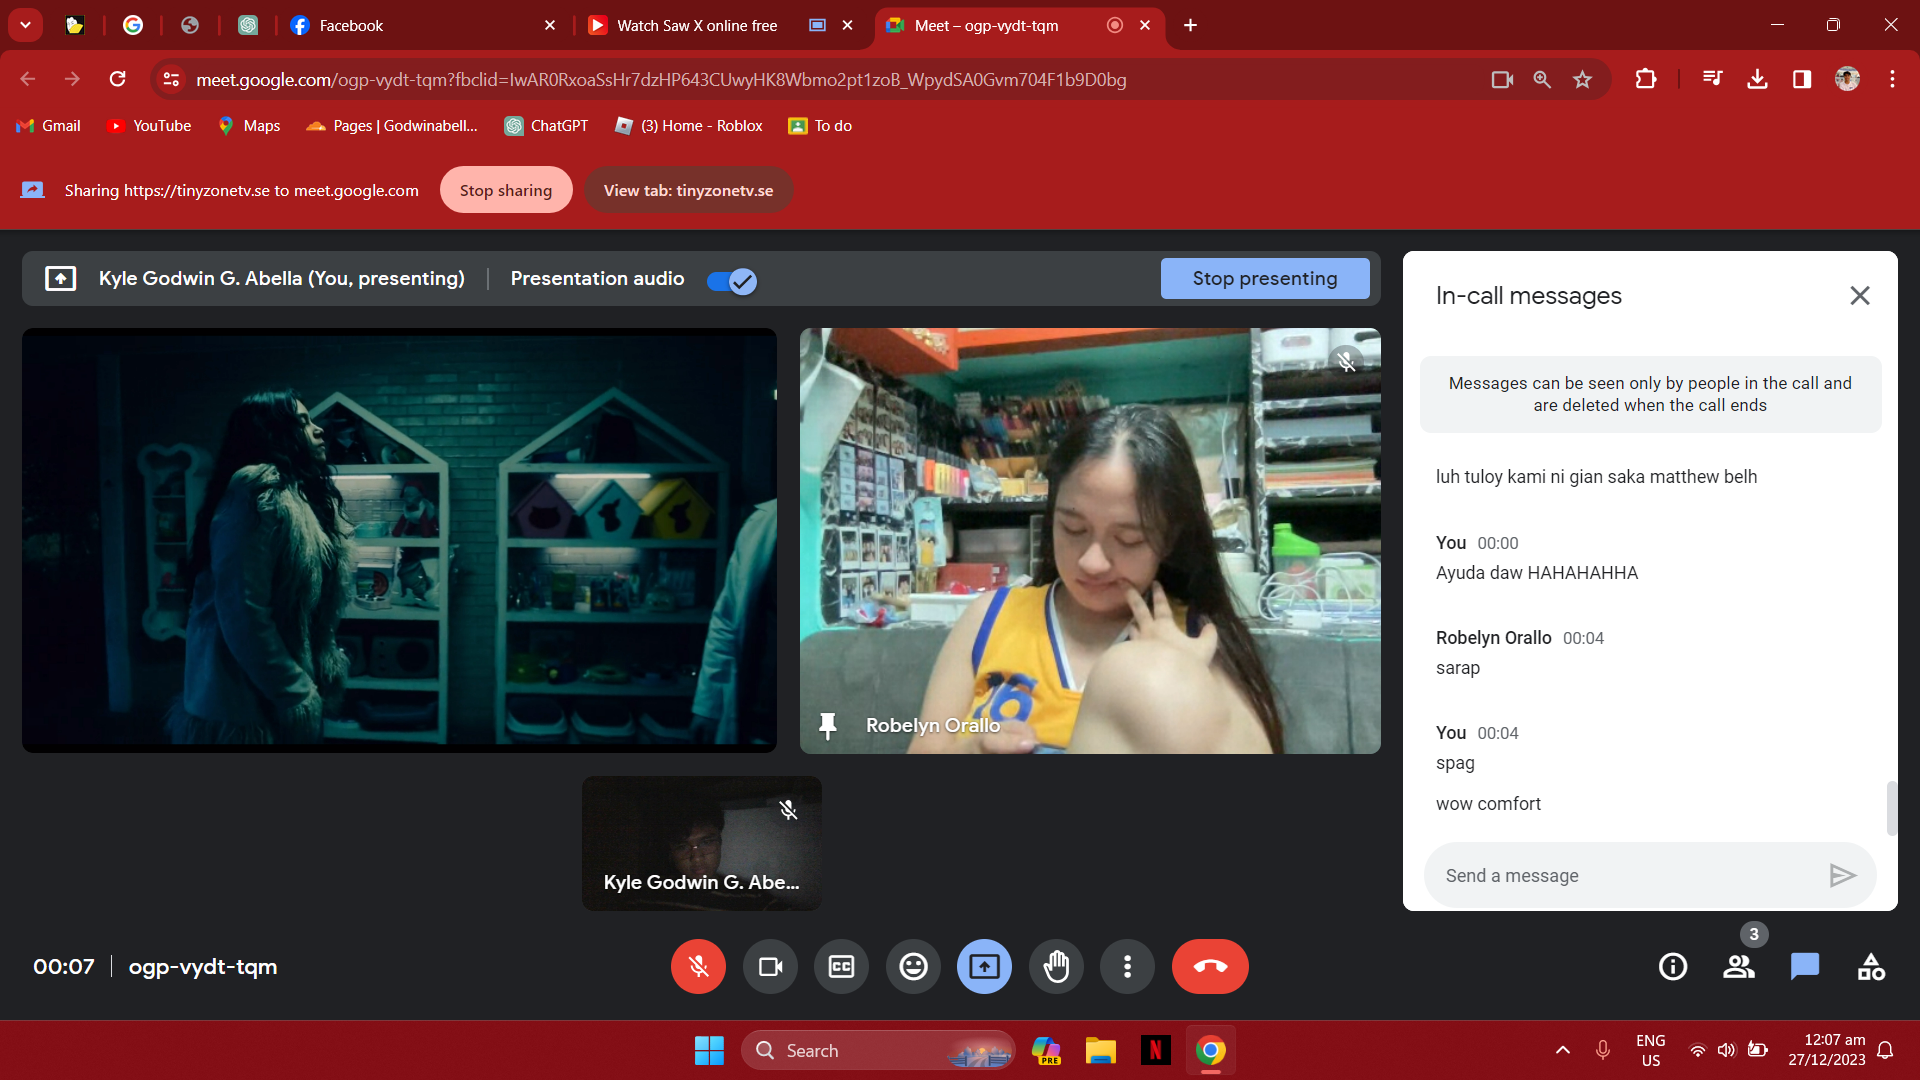 Facebook
Watch Saw X online free
Meet – ogp-vydt-tqm
meet.google.com/ogp-vydt-tqm?fbclid=IwAR0RxoaSsHr7dzHP643CUwyHK8Wbmo2pt1zoB_WpydSA0Gvm704F1b9D0bg
Gmail
YouTube
Maps
Pages | Godwinabell...
ChatGPT
(3) Home - Roblox
To do
Sharing https://tinyzonetv.se to meet.google.com
Stop sharing
View tab: tinyzonetv.se
Kyle Godwin G. Abella (You, presenting)
Presentation audio
Stop presenting
Robelyn Orallo
Kyle Godwin G. Abe...
In-call messages
Messages can be seen only by people in the call and
are deleted when the call ends
luh tuloy kami ni gian saka matthew belh
You 00:00
Ayuda daw HAHAHAHHA
Robelyn Orallo 00:04
sarap
You 00:04
spag
wow comfort
Send a message
00:07
ogp-vydt-tqm
CC
3
Search
PRE
N
ENG
US
12:07 am
27/12/2023